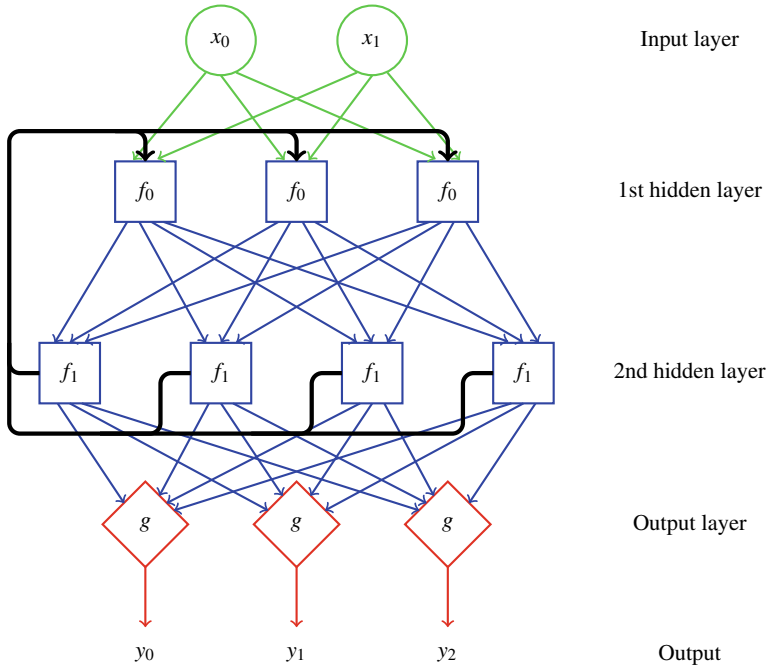 x₀ x₁ Input layer
f₀ f₀ f₀ 1st hidden layer
f₁ f₁ f₁ f₁ 2nd hidden layer
g g g Output layer
y₀ y₁ y₂ Output